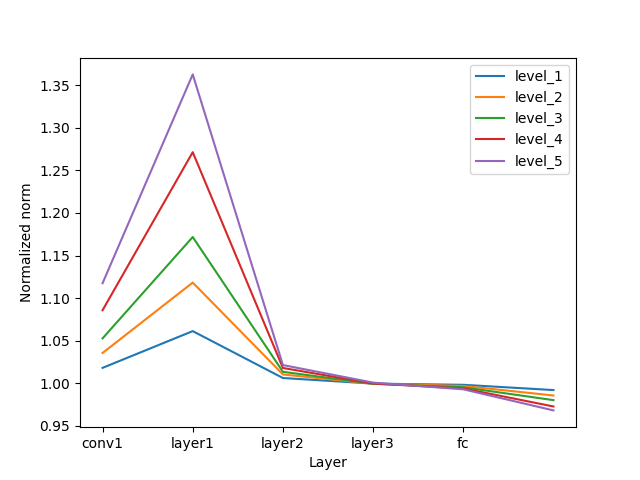 1.35
1.30
1.25
1.20
1.15
1.10
1.05
1.00
0.95
Normalized norm
level_1
level_2
level_3
level_4
level_5
conv1 layer1 layer2 layer3 fc
Layer